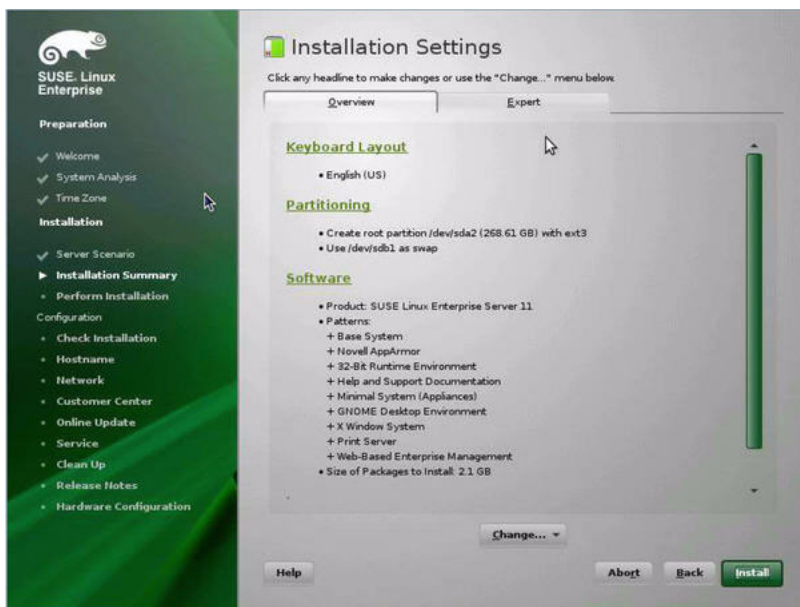 SUSE. Linux
Enterprise
Preparation
Welcome
System Analysis
Time Zone
Installation
Server Scenario
Installation Summary
Perform Installation
Configuration
Check Installation
Hostname
Network
Customer Center
Online Update
Service
Clean Up
Release Notes
Hardware Configuration
Installation Settings
Click any headline to make changes or use the "Change..." menu below.
Overview
Expert
Keyboard Layout
• English (US)
Partitioning
• Create root partition /dev/sda2 (268.61 GB) with ext3
• Use /dev/sdb1 as swap
Software
• Product: SUSE Linux Enterprise Server 11
• Patterns:
+ Base System
+ Novell AppArmor
+ 32-Bit Runtime Environment
+ Help and Support Documentation
+ Minimal System (Appliances)
+ GNOME Desktop Environment
+ X Window System
+ Print Server
+ Web-Based Enterprise Management
• Size of Packages to Install: 2.1 GB
Change...
Help
Abort
Back
Install